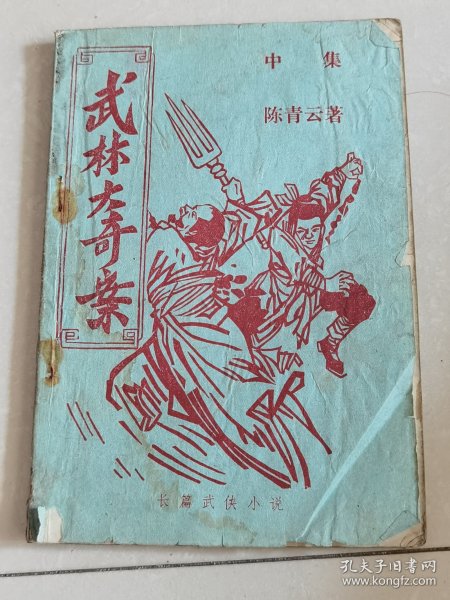 武林大奇案
中集
陈青云著
长篇武侠小说
孔夫子旧书网
www.kongfz.com